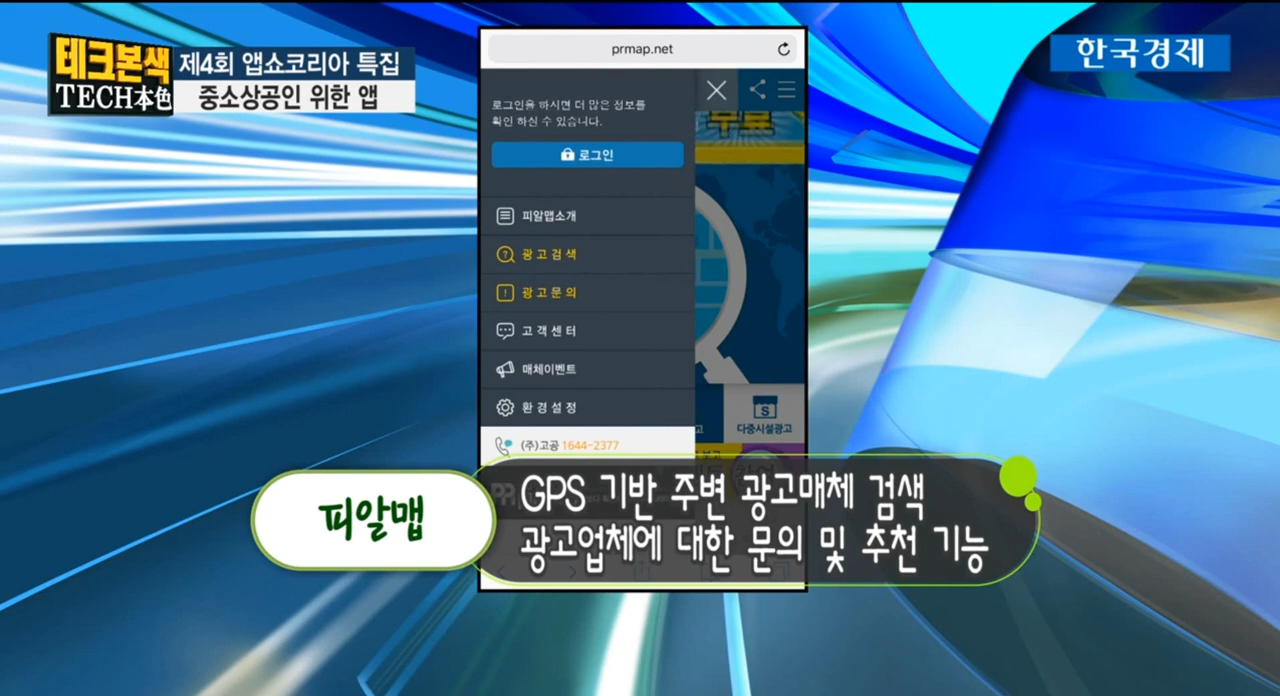 테크본색
TECH本色
제4회 앱쇼코리아 특집
중소상공인 위한 앱
한국경제
prmap.net
로그인을 하시면 더 많은 정보를
확인 하실 수 있습니다.
로그인
무료
피알맵소개
광고검색
광고문의
고객센터
매체이벤트
환경설정
(주)고공 1644-2377
고
S
다중시설광고
피알맵
GPS 기반 주변 광고매체 검색
광고업체에 대한 문의 및 추천 기능